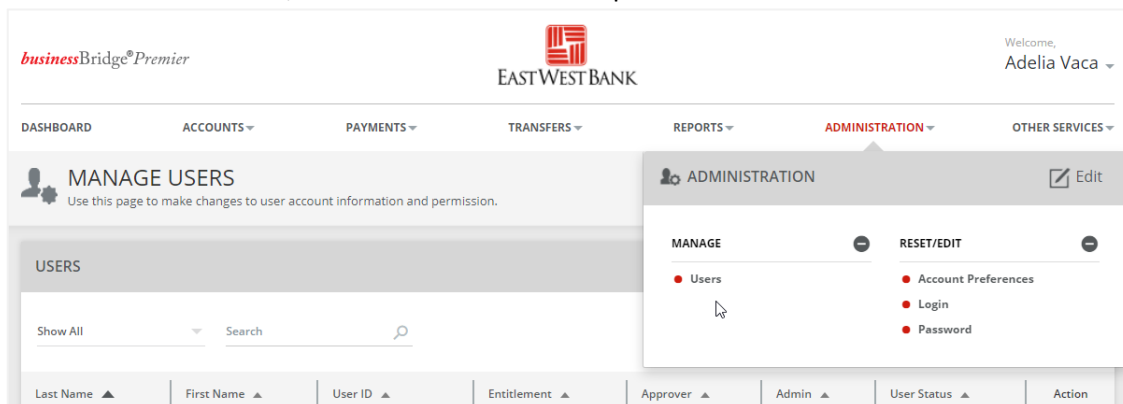 businessBridge®Premier
EASTWEST BANK
Welcome,
Adelia Vaca
DASHBOARD ACCOUNTS PAYMENTS TRANSFERS REPORTS ADMINISTRATION OTHER SERVICES
MANAGE USERS
Use this page to make changes to user account information and permission.
ADMINISTRATION Edit
MANAGE RESET/EDIT
Users Account Preferences
Login
Password
USERS
Show All Search
Last Name First Name User ID Entitlement Approver Admin User Status Action